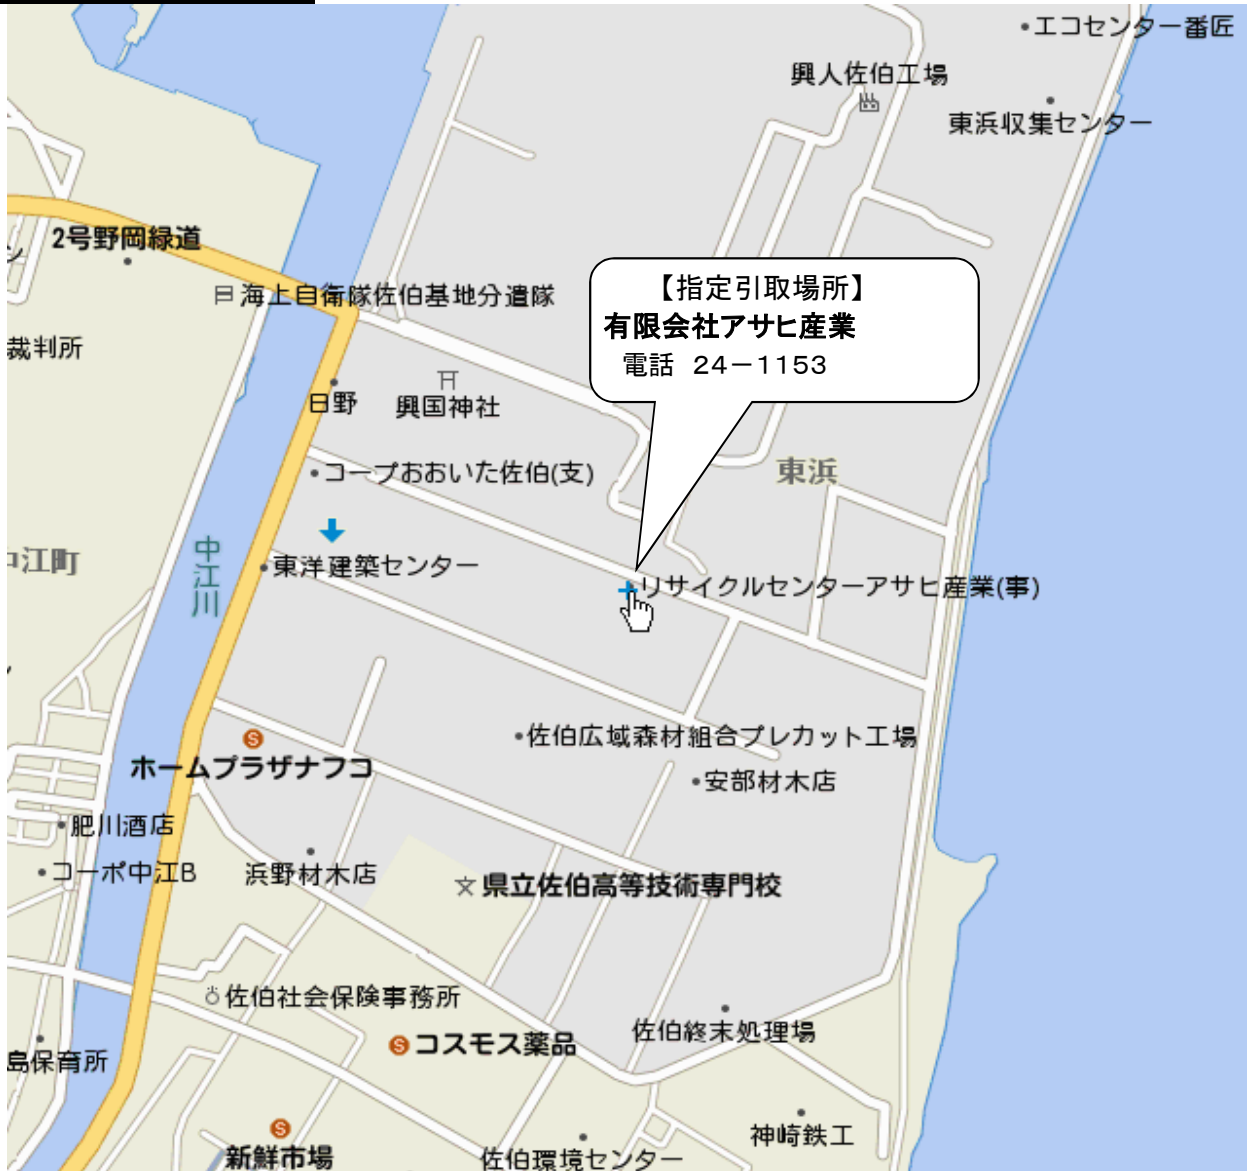 エコセンター番匠
興人佐伯工場
東浜収集センター
2号野岡緑道
海上自衛隊佐伯基地分遣隊
【指定引取場所】
有限会社アサヒ産業
電話 24－1153
裁判所
日野
興国神社
コープおおいた佐伯(支)
東浜
中江町
中江川
東洋建築センター
リサイクルセンターアサヒ産業(事)
佐伯広域森材組合プレカット工場
ホームプラザナフコ
安部材木店
肥川酒店
コーポ中江B
浜野材木店
県立佐伯高等技術専門校
佐伯社会保険事務所
佐伯終末処理場
コスモス薬品
島保育所
神崎鉄工
新鮮市場
佐伯環境センター